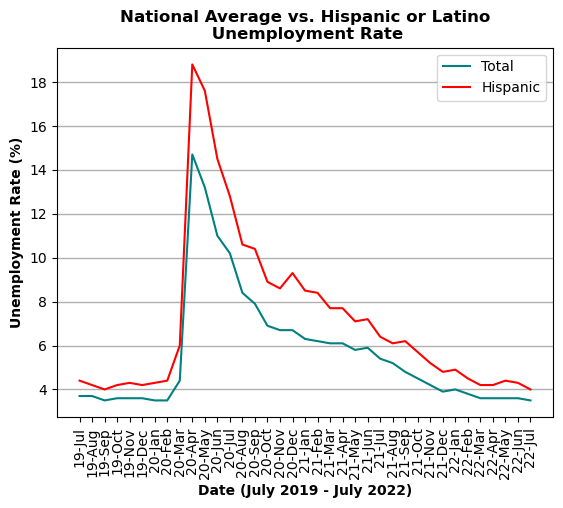 National Average vs. Hispanic or Latino
Unemployment Rate
Total
Hispanic
Unemployment Rate (%)
18
16
14
12
10
8
6
4
19-Jul
19-Aug
19-Sep
19-Oct
19-Nov
19-Dec
20-Jan
20-Feb
20-Mar
20-Apr
20-May
20-Jun
20-Jul
20-Aug
20-Sep
20-Oct
20-Nov
20-Dec
21-Jan
21-Feb
21-Mar
21-Apr
21-May
21-Jun
21-Jul
21-Aug
21-Sep
21-Oct
21-Nov
21-Dec
22-Jan
22-Feb
22-Mar
22-Apr
22-May
22-Jun
22-Jul
Date (July 2019 - July 2022)